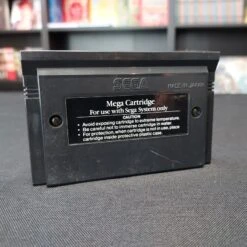 SEGA
MADE IN JAPAN
Mega Cartridge
For use with Sega System only
CAUTION
• Avoid exposing cartridge to extreme temperature.
• Be careful not to immerse cartridge in water.
• For protection, when cartridge is not in use, place
cartridge inside protective plastic case.